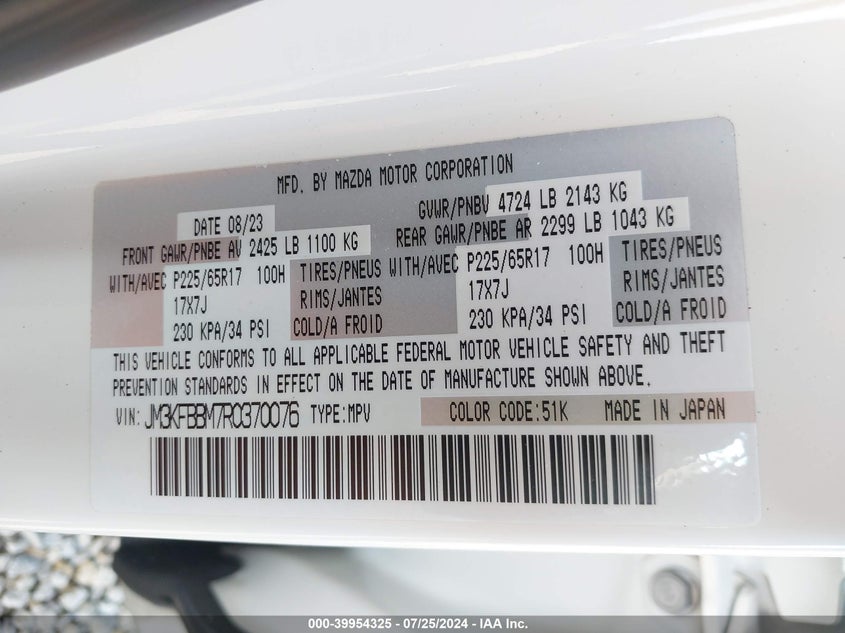 MFD. BY MAZDA MOTOR CORPORATION
DATE 08/23 GVWR/PNBV 4724 LB 2143 KG
FRONT GAWR/PNBE AV 2425 LB 1100 KG REAR GAWR/PNBE AR 2299 LB 1043 KG
WITH/AVEC P225/65R17 100H TIRES/PNEUS WITH/AVEC P225/65R17 100H TIRES/PNEUS
17X7J RIMS/JANTES 17X7J RIMS/JANTES
230 KPA/34 PSI COLD/A FROID 230 KPA/34 PSI COLD/A FROID
THIS VEHICLE CONFORMS TO ALL APPLICABLE FEDERAL MOTOR VEHICLE SAFETY AND THEFT
PREVENTION STANDARDS IN EFFECT ON THE DATE OF MANUFACTURE SHOWN ABOVE.
VIN: JM3KFBBM7R0370076 TYPE:MPV COLOR CODE:51K MADE IN JAPAN
000-39954325 - 07/25/2024 - IAA Inc.